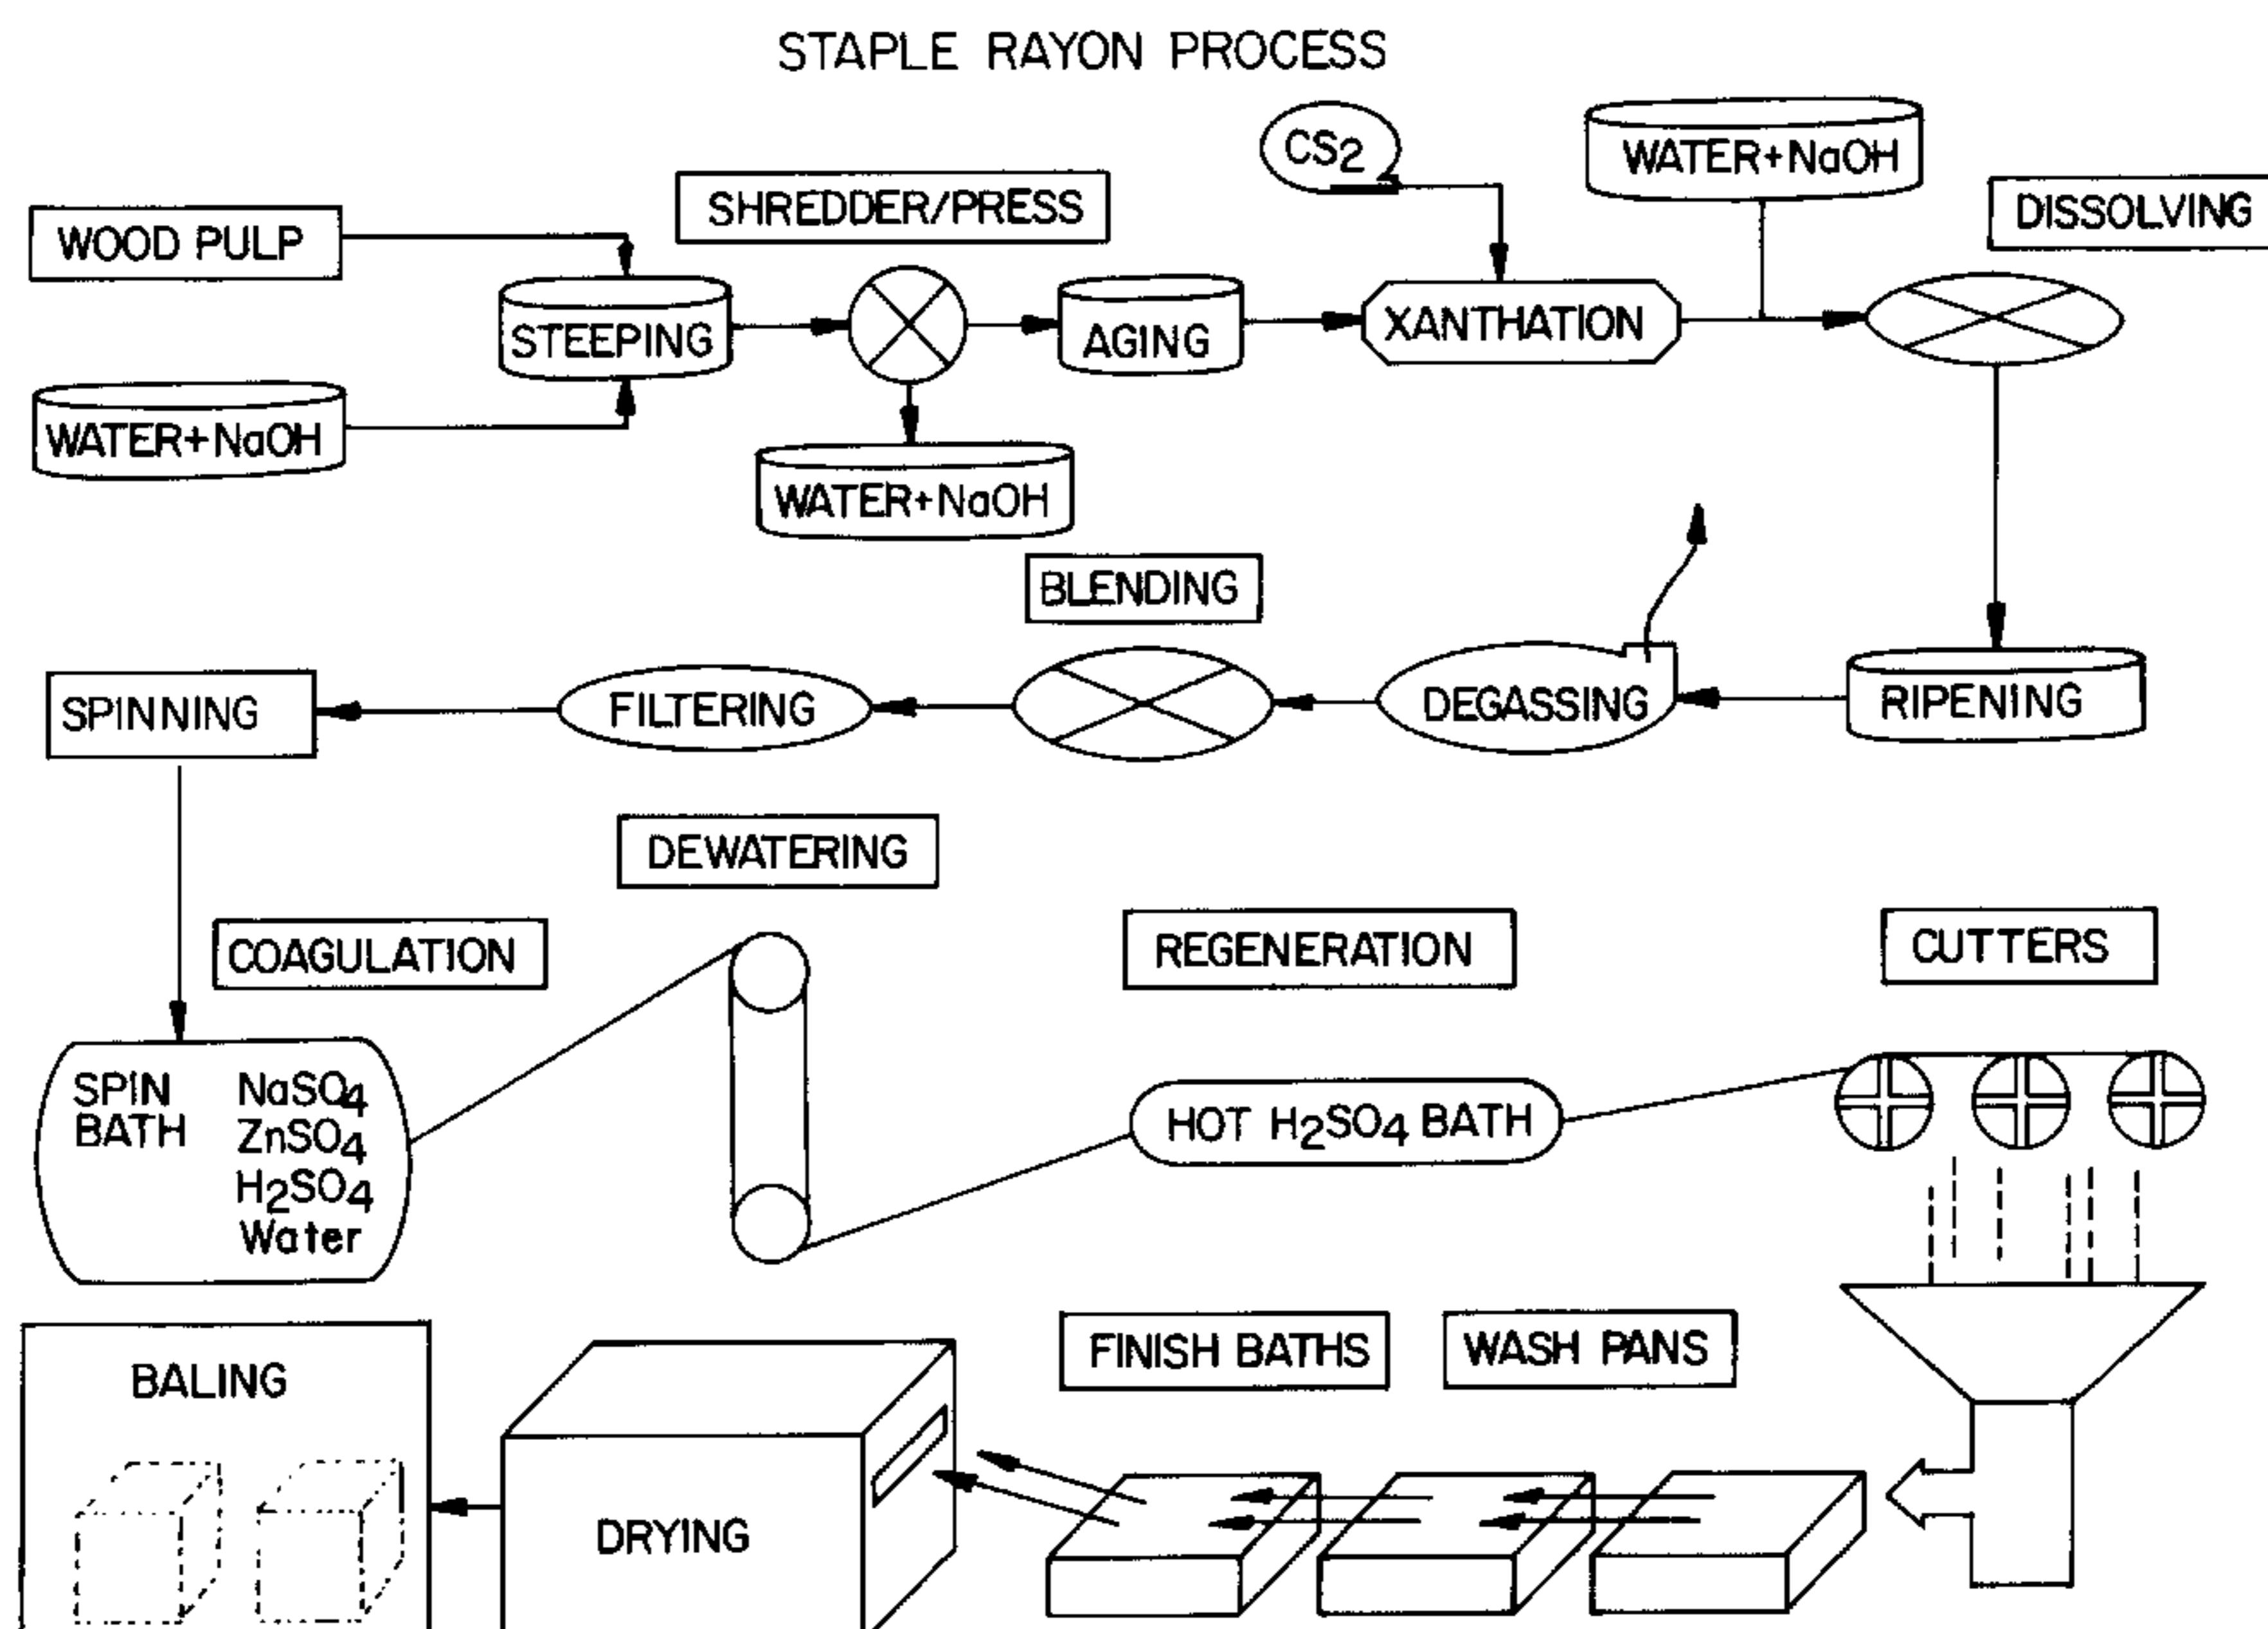 STAPLE RAYON PROCESS
CS2
WATER+NaOH
SHREDDER/PRESS
DISSOLVING
WOOD PULP
STEEPING
AGING
XANTHATION
WATER+NaOH
WATER+NaOH
BLENDING
SPINNING
FILTERING
DEGASSING
RIPENING
DEWATERING
COAGULATION
REGENERATION
CUTTERS
SPIN
BATH
NaSO4
ZnSO4
H2SO4
Water
HOT H2SO4 BATH
BALING
FINISH BATHS
WASH PANS
DRYING